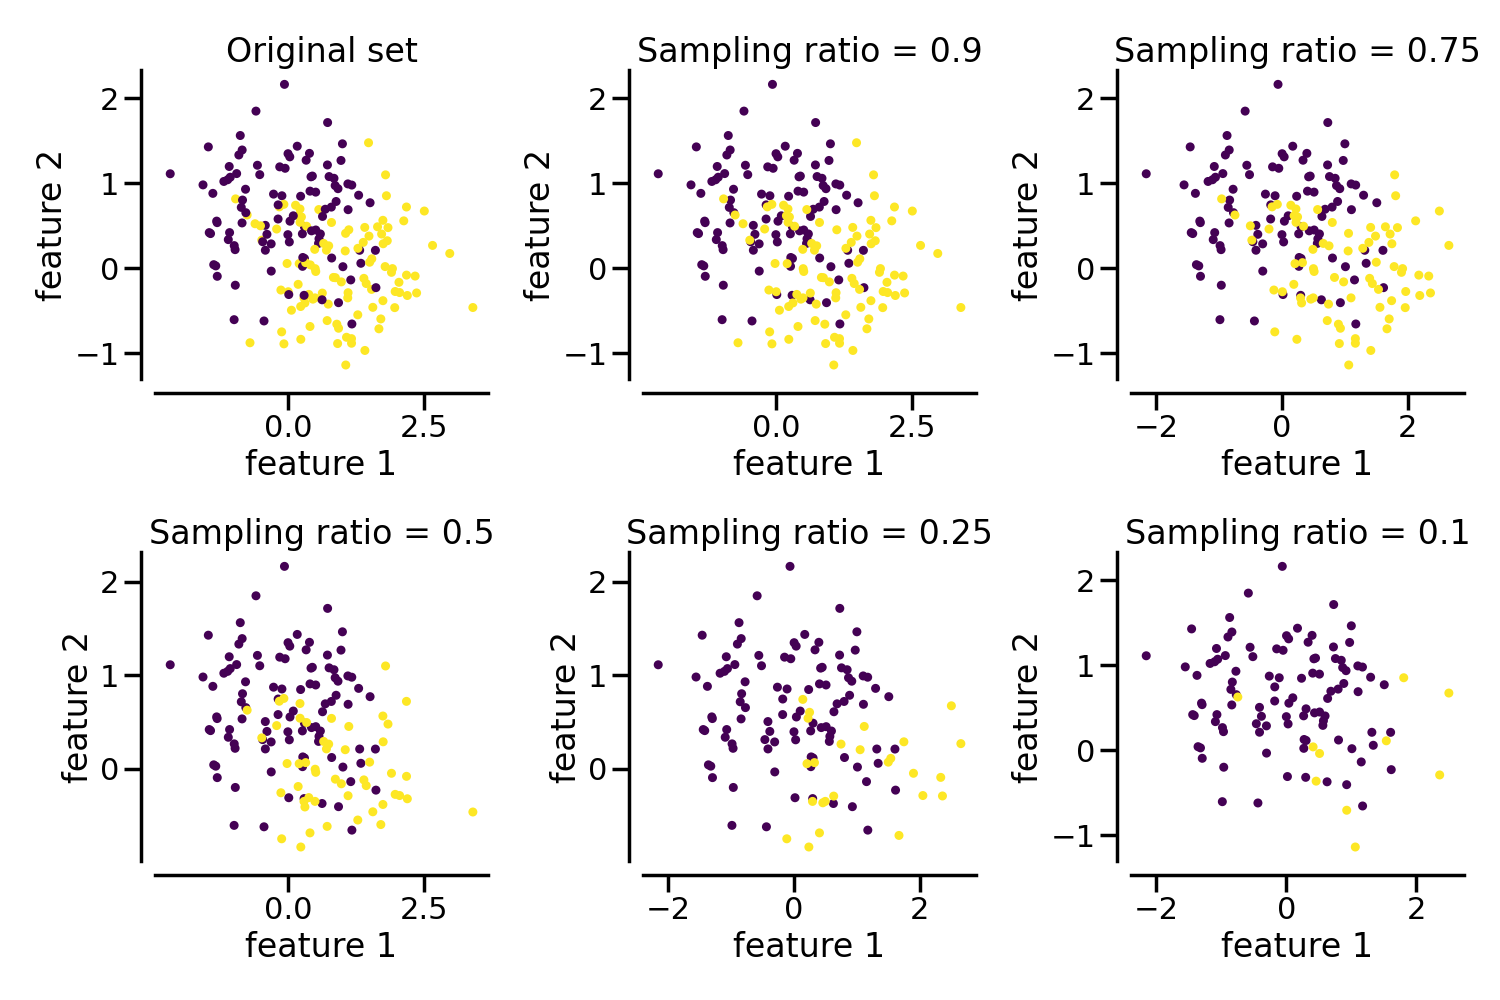 Original set
Sampling ratio = 0.9
Sampling ratio = 0.75
feature 2
2
1
0
−1
0.0
2.5
feature 1
feature 2
2
1
0
−1
0.0
2.5
feature 1
feature 2
2
1
0
−1
−2
0
2
feature 1
Sampling ratio = 0.5
Sampling ratio = 0.25
Sampling ratio = 0.1
feature 2
2
1
0
0.0
2.5
feature 1
feature 2
2
1
0
−2
0
2
feature 1
feature 2
2
1
0
−1
−2
0
2
feature 1